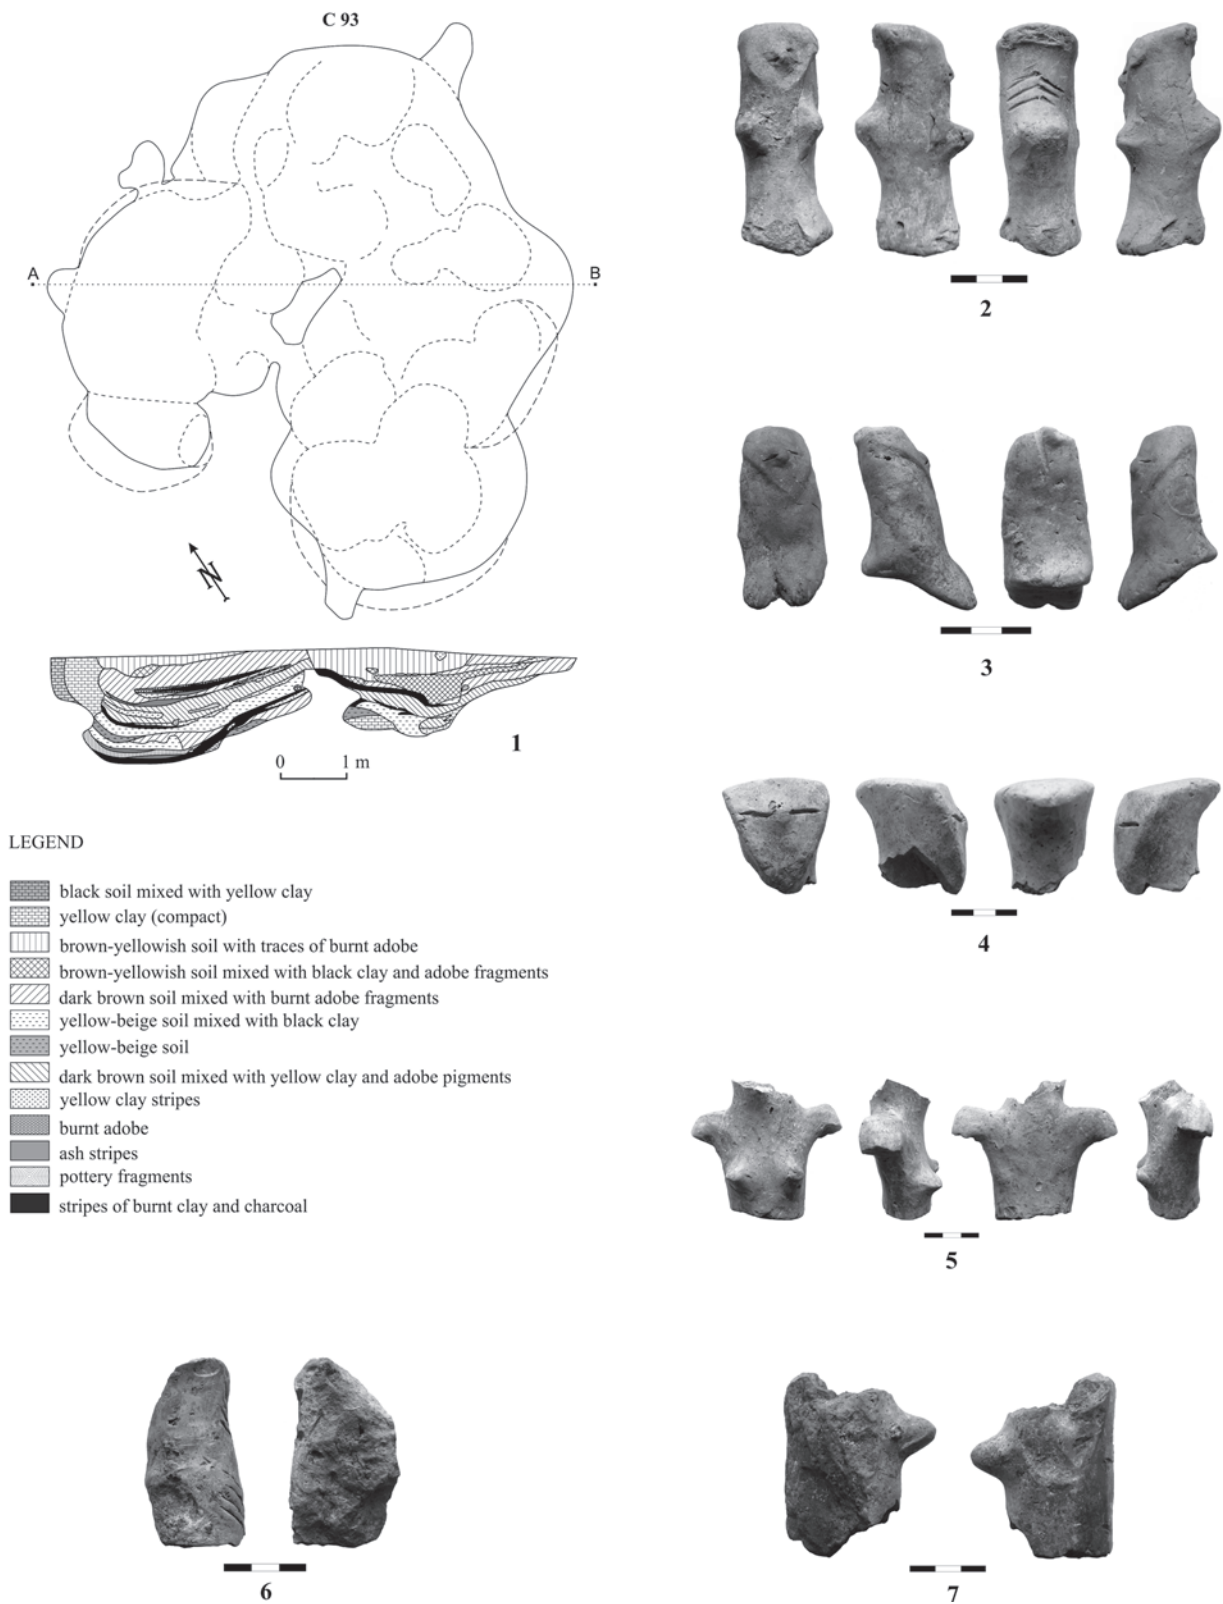 C 93
A
B
N
1
0 1 m
LEGEND
black soil mixed with yellow clay
yellow clay (compact)
brown-yellowish soil with traces of burnt adobe
brown-yellowish soil mixed with black clay and adobe fragments
dark brown soil mixed with burnt adobe fragments
yellow-beige soil mixed with black clay
yellow-beige soil
dark brown soil mixed with yellow clay and adobe pigments
yellow clay stripes
burnt adobe
ash stripes
pottery fragments
stripes of burnt clay and charcoal
2
3
4
5
6
7